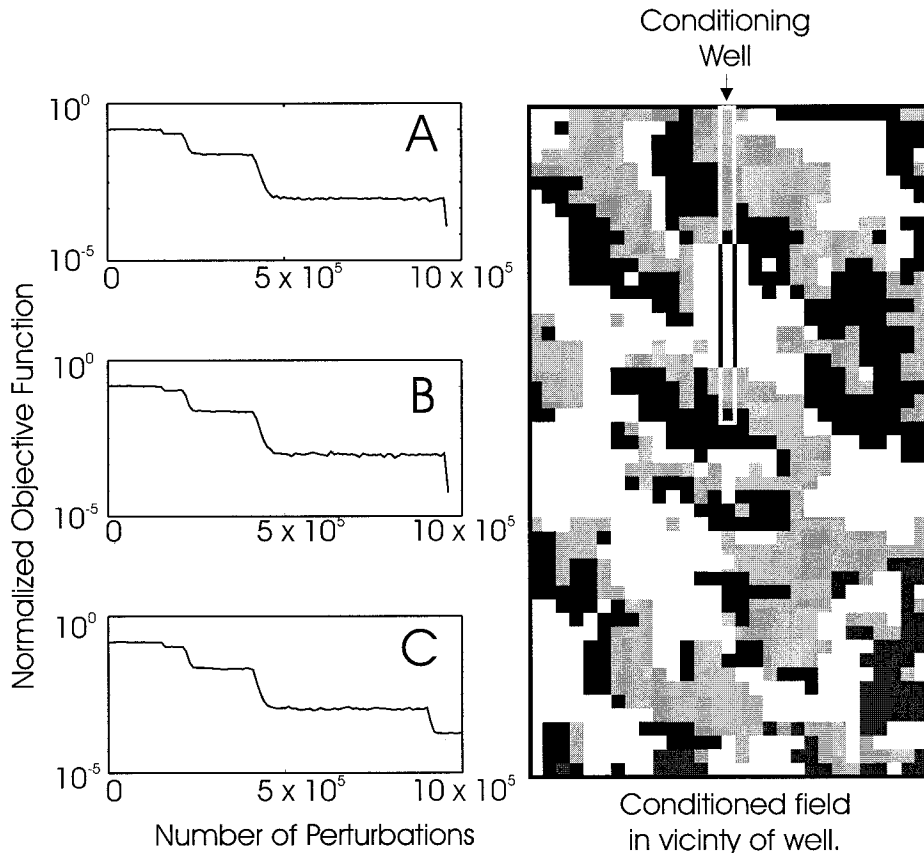 Conditioning
Well
Normalized Objective Function
10^0
A
10^-5
0
5 x 10^5
10 x 10^5
10^0
B
10^-5
0
5 x 10^5
10 x 10^5
10^0
C
10^-5
0
5 x 10^5
10 x 10^5
Number of Perturbations
Conditioned field
in vicinty of well.